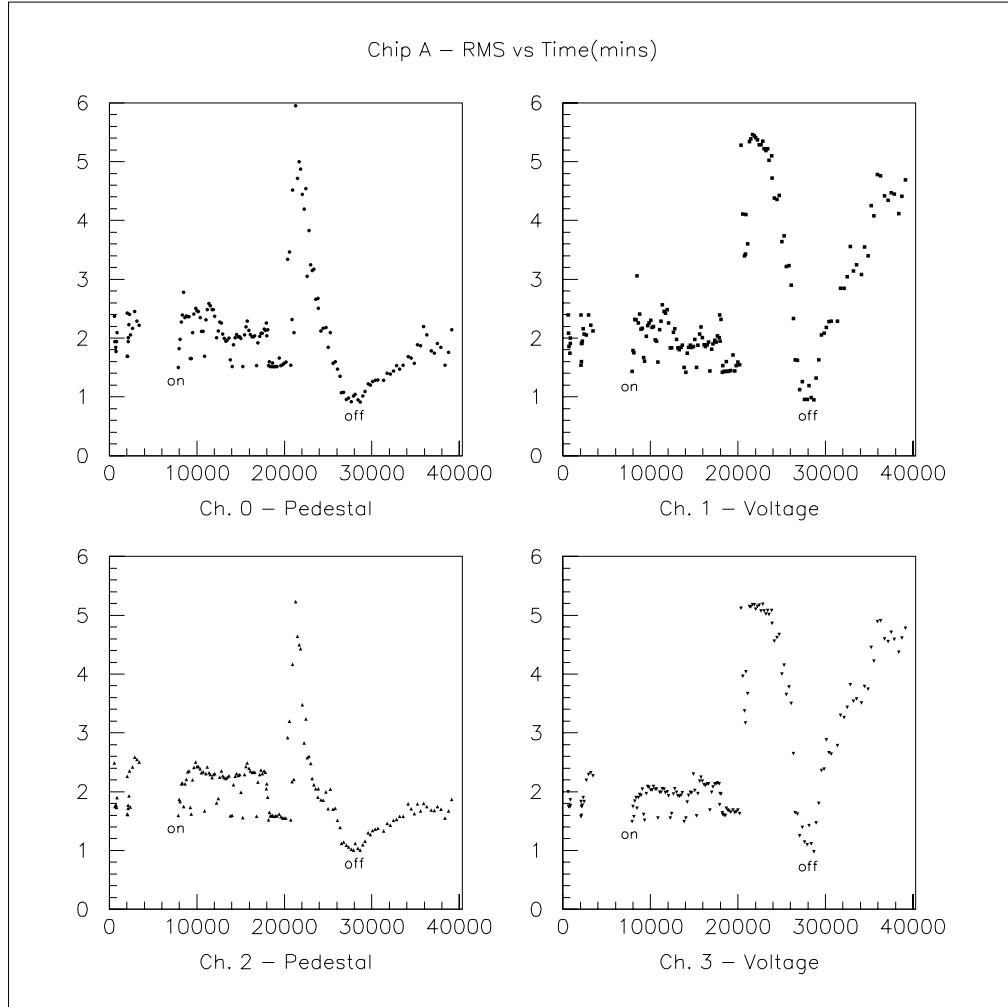 Chip A – RMS vs Time(mins)
6
5
4
3
2
1
0
on
off
0 10000 20000 30000 40000
Ch. 0 – Pedestal
6
5
4
3
2
1
0
on
off
0 10000 20000 30000 40000
Ch. 1 – Voltage
6
5
4
3
2
1
0
on
off
0 10000 20000 30000 40000
Ch. 2 – Pedestal
6
5
4
3
2
1
0
on
off
0 10000 20000 30000 40000
Ch. 3 – Voltage